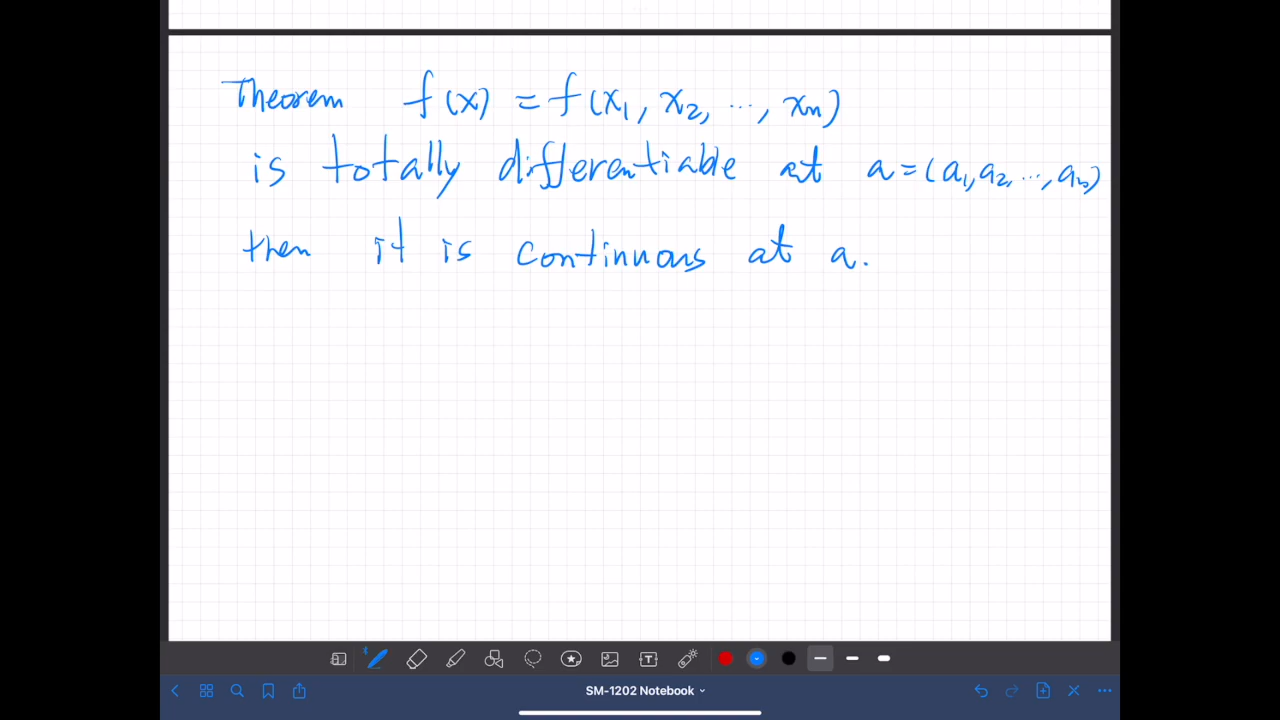 Theorem f(x) = f(x₁, x₂, ..., xₙ)
is totally differentiable at a = (a₁, a₂, ..., aₙ)
then it is continuous at a.
SM-1202 Notebook